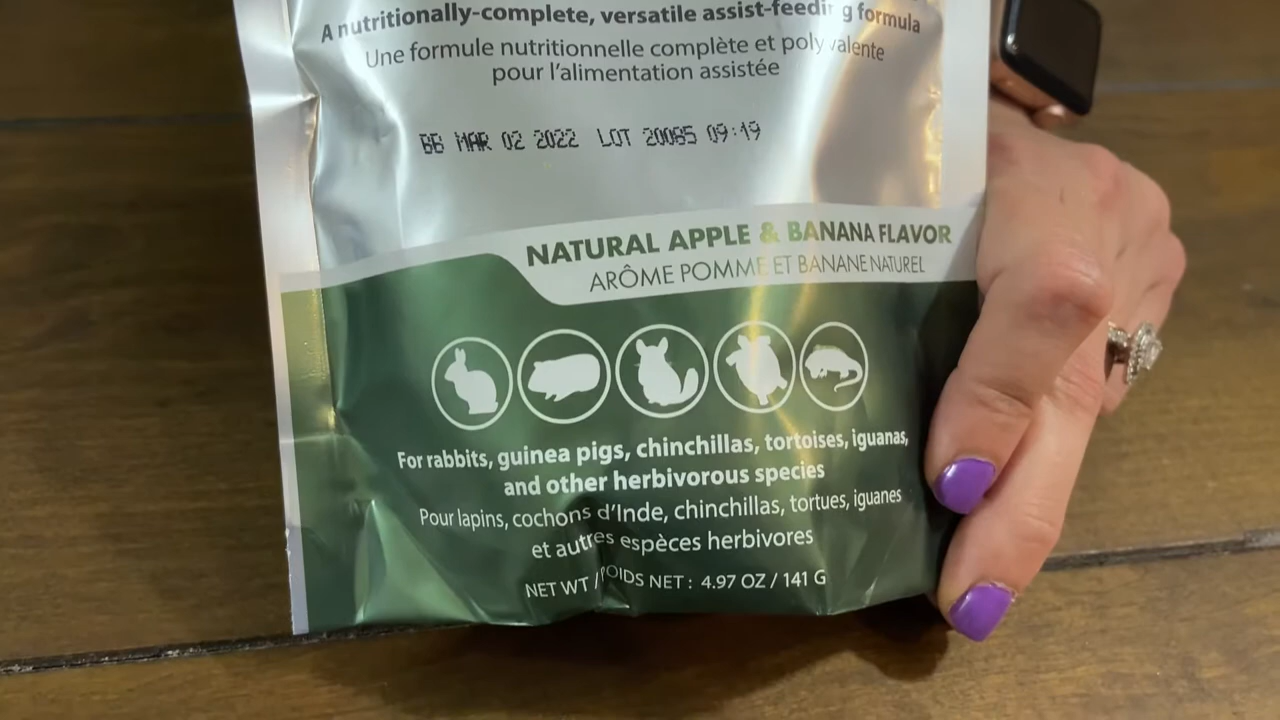 A nutritionally-complete, versatile assist-feeding formula
Une formule nutritionnelle complète et polyvalente
pour l'alimentation assistée
BB MAR 02 2022 LOT 20065 09:19
NATURAL APPLE & BANANA FLAVOR
ARÔME POMME ET BANANE NATUREL
For rabbits, guinea pigs, chinchillas, tortoises, iguanas,
and other herbivorous species
Pour lapins, cochons d'Inde, chinchillas, tortues, iguanes
et autres espèces herbivores
NET WT / POIDS NET : 4.97 OZ / 141 G